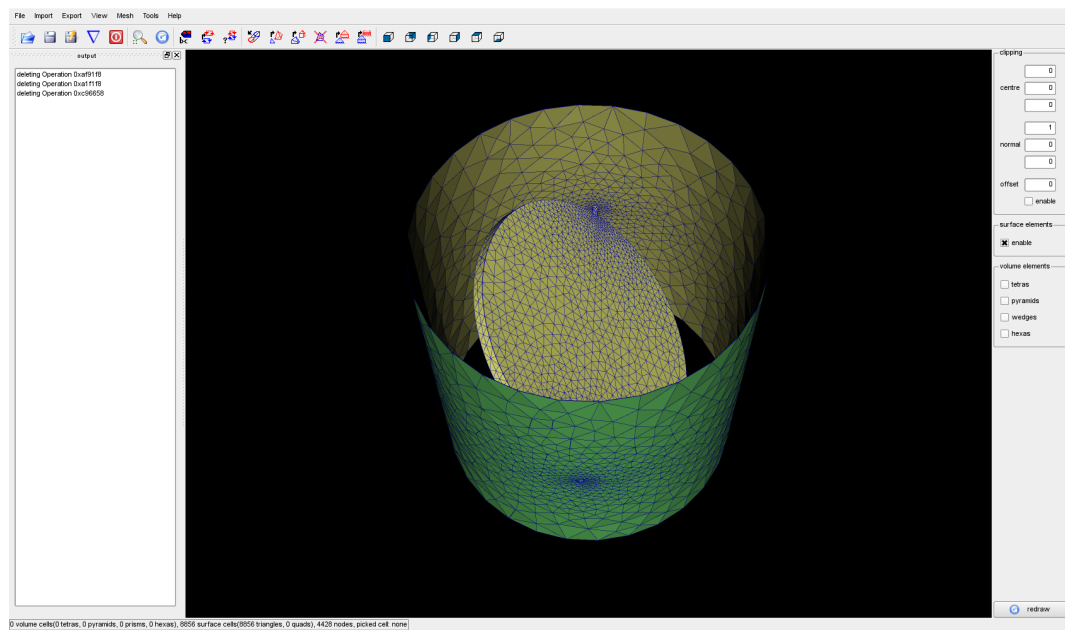 File Import Export View Mesh Tools Help
output
deleting Operation 0xaf91f8
deleting Operation 0xa1f1f8
deleting Operation 0xc96658
clipping
0
centre 0
0
1
normal 0
0
offset 0
enable
surface elements
enable
volume elements
tetras
pyramids
wedges
hexas
redraw
0 volume cells(0 tetras, 0 pyramids, 0 prisms, 0 hexas), 8856 surface cells(8856 triangles, 0 quads), 4428 nodes, picked cell: none